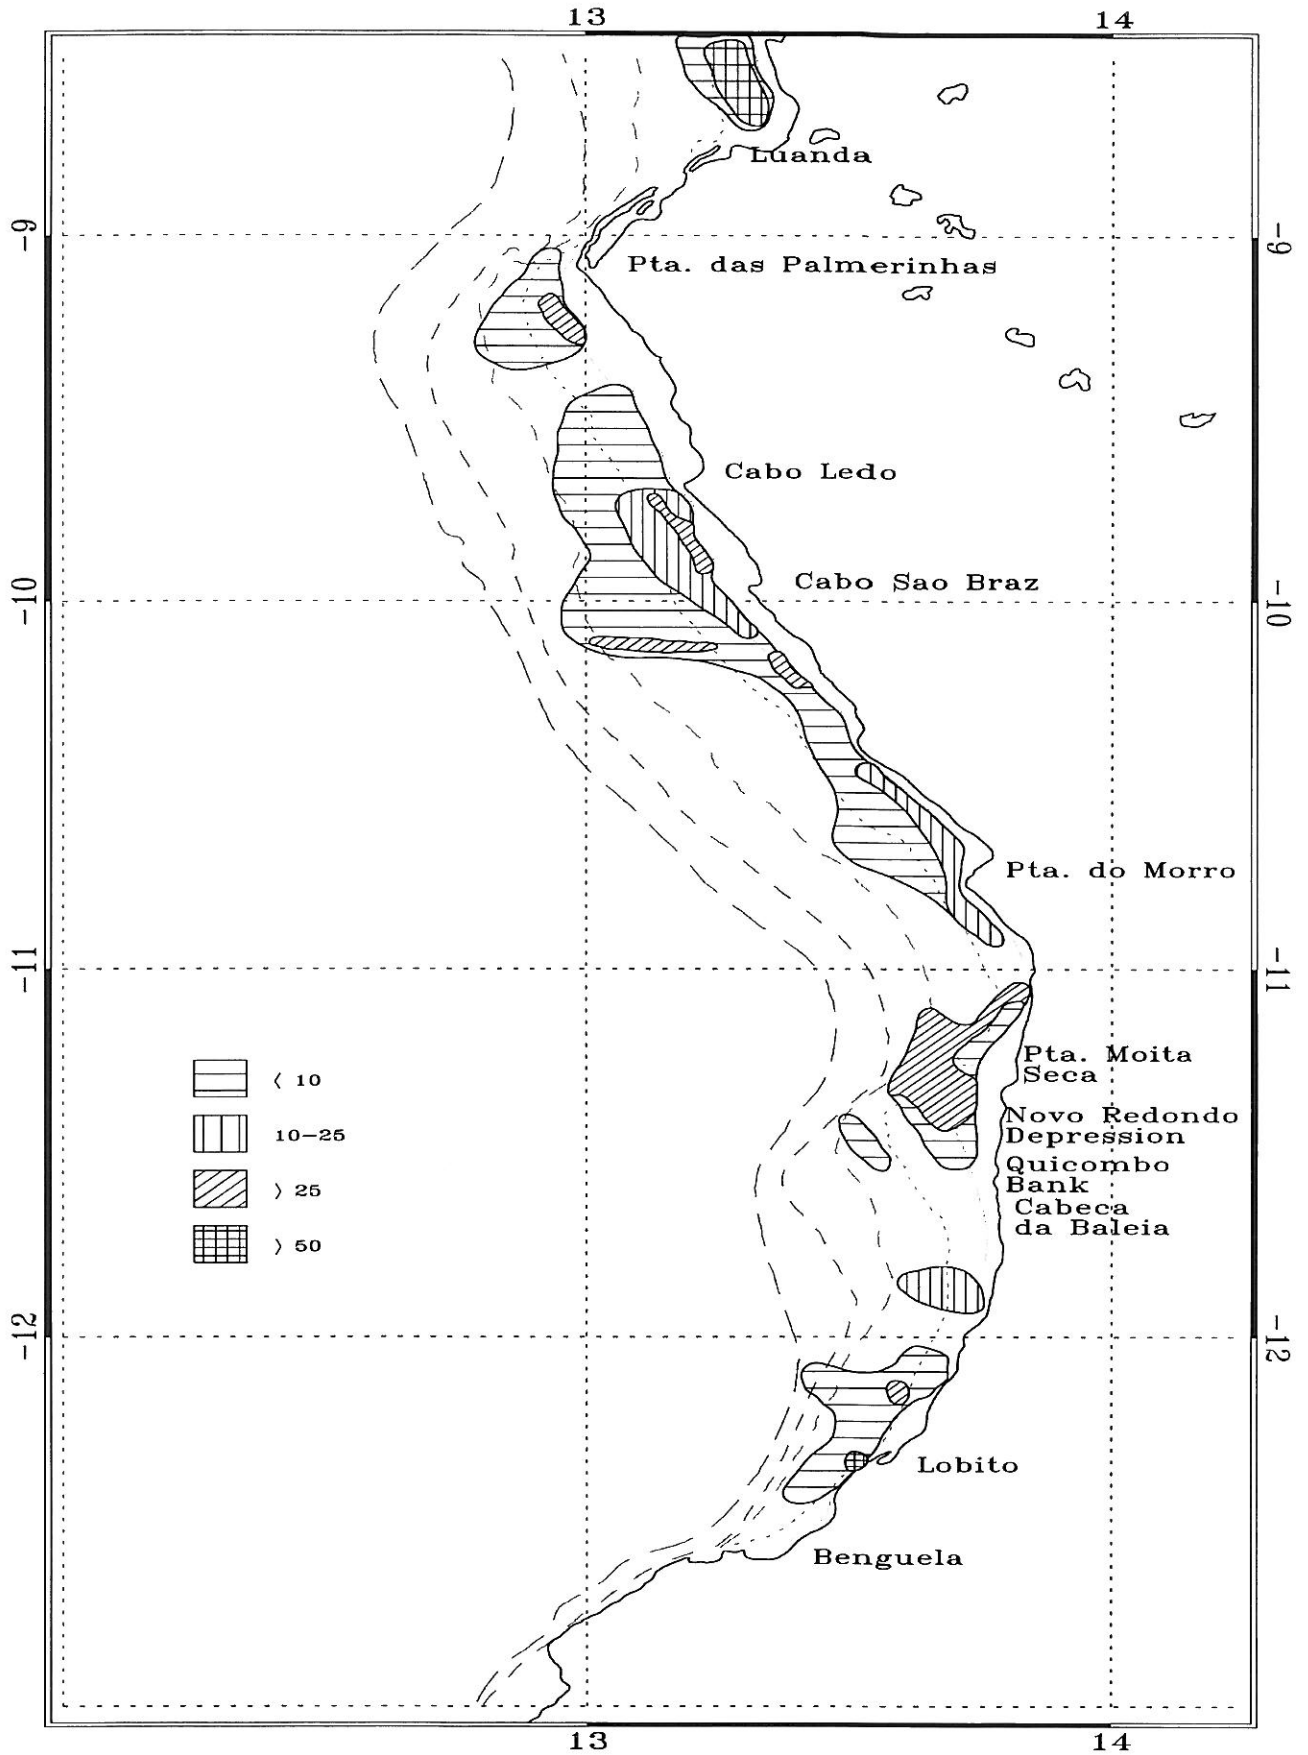 13 14
Luanda
-9 -9
Pta. das Palmerinhas
Cabo Ledo
Cabo Sao Braz
-10 -10
Pta. do Morro
-11 -11
Pta. Moita
Seca
Novo Redondo
Depression
Quicombo
Bank
Cabeca
da Baleia
< 10
10-25
> 25
> 50
-12 -12
Lobito
Benguela
13 14